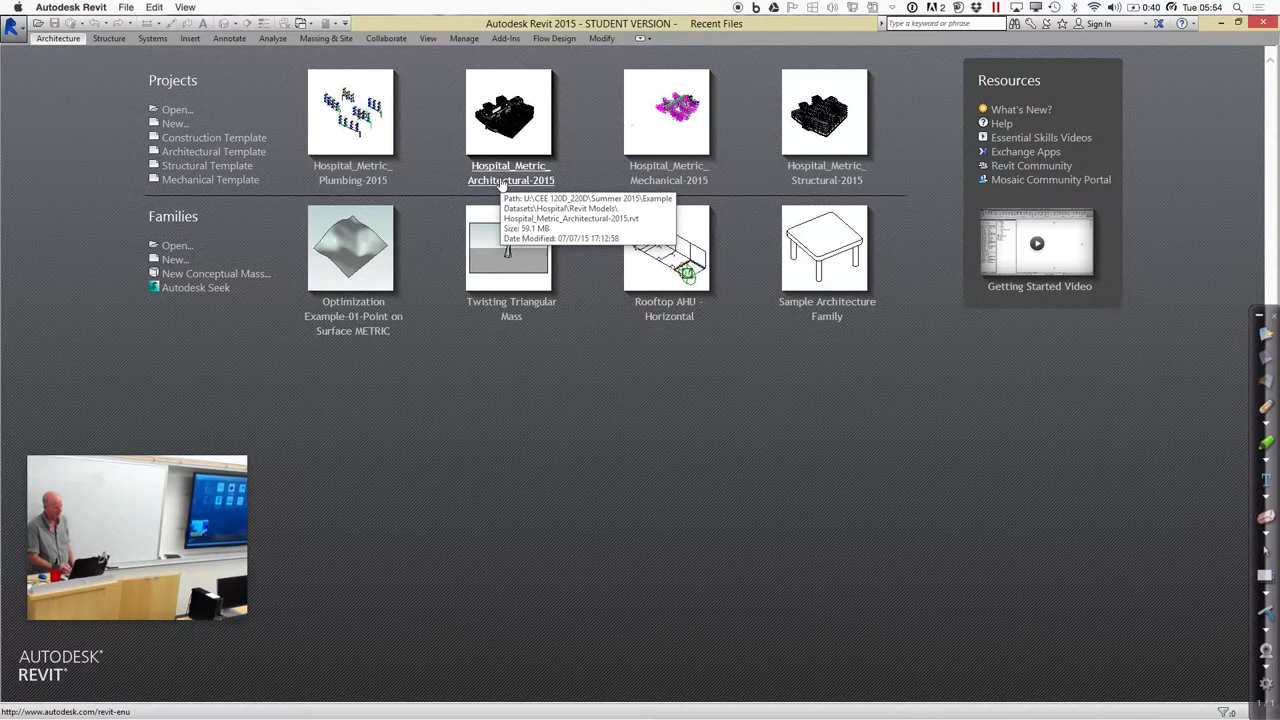 Autodesk Revit File Edit View
2 0:40 Tue 05:54
Autodesk Revit 2015 - STUDENT VERSION - Recent Files
Type a keyword or phrase
Sign In
Architecture Structure Systems Insert Annotate Analyze Massing & Site Collaborate View Manage Add-Ins Flow Design Modify
Projects
Open...
New...
Construction Template
Architectural Template
Structural Template
Mechanical Template
Hospital_Metric_
Plumbing-2015
Hospital_Metric_
Architectural-2015
Hospital_Metric_
Mechanical-2015
Hospital_Metric_
Structural-2015
Path: U:\CEE 120D_220D\Summer 2015\Example
Datasets\Hospital\Revit Models\
Hospital_Metric_Architectural-2015.rvt
Size: 59.1 MB
Date Modified: 07/07/15 17:12:58
Families
Open...
New...
New Conceptual Mass...
Autodesk Seek
Optimization
Example-01-Point on
Surface METRIC
Twisting Triangular
Mass
Rooftop AHU -
Horizontal
Sample Architecture
Family
Resources
What's New?
Help
Essential Skills Videos
Exchange Apps
Revit Community
Mosaic Community Portal
Getting Started Video
AUTODESK®
REVIT®
http://www.autodesk.com/revit-enu
:0
1 / 1